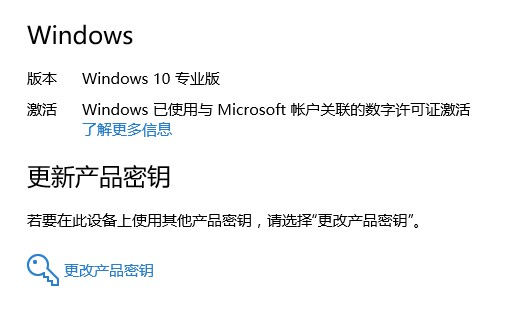 Windows
版本 Windows 10 专业版
激活 Windows 已使用与 Microsoft 帐户关联的数字许可证激活
了解更多信息
更新产品密钥
若要在此设备上使用其他产品密钥，请选择“更改产品密钥”。
更改产品密钥